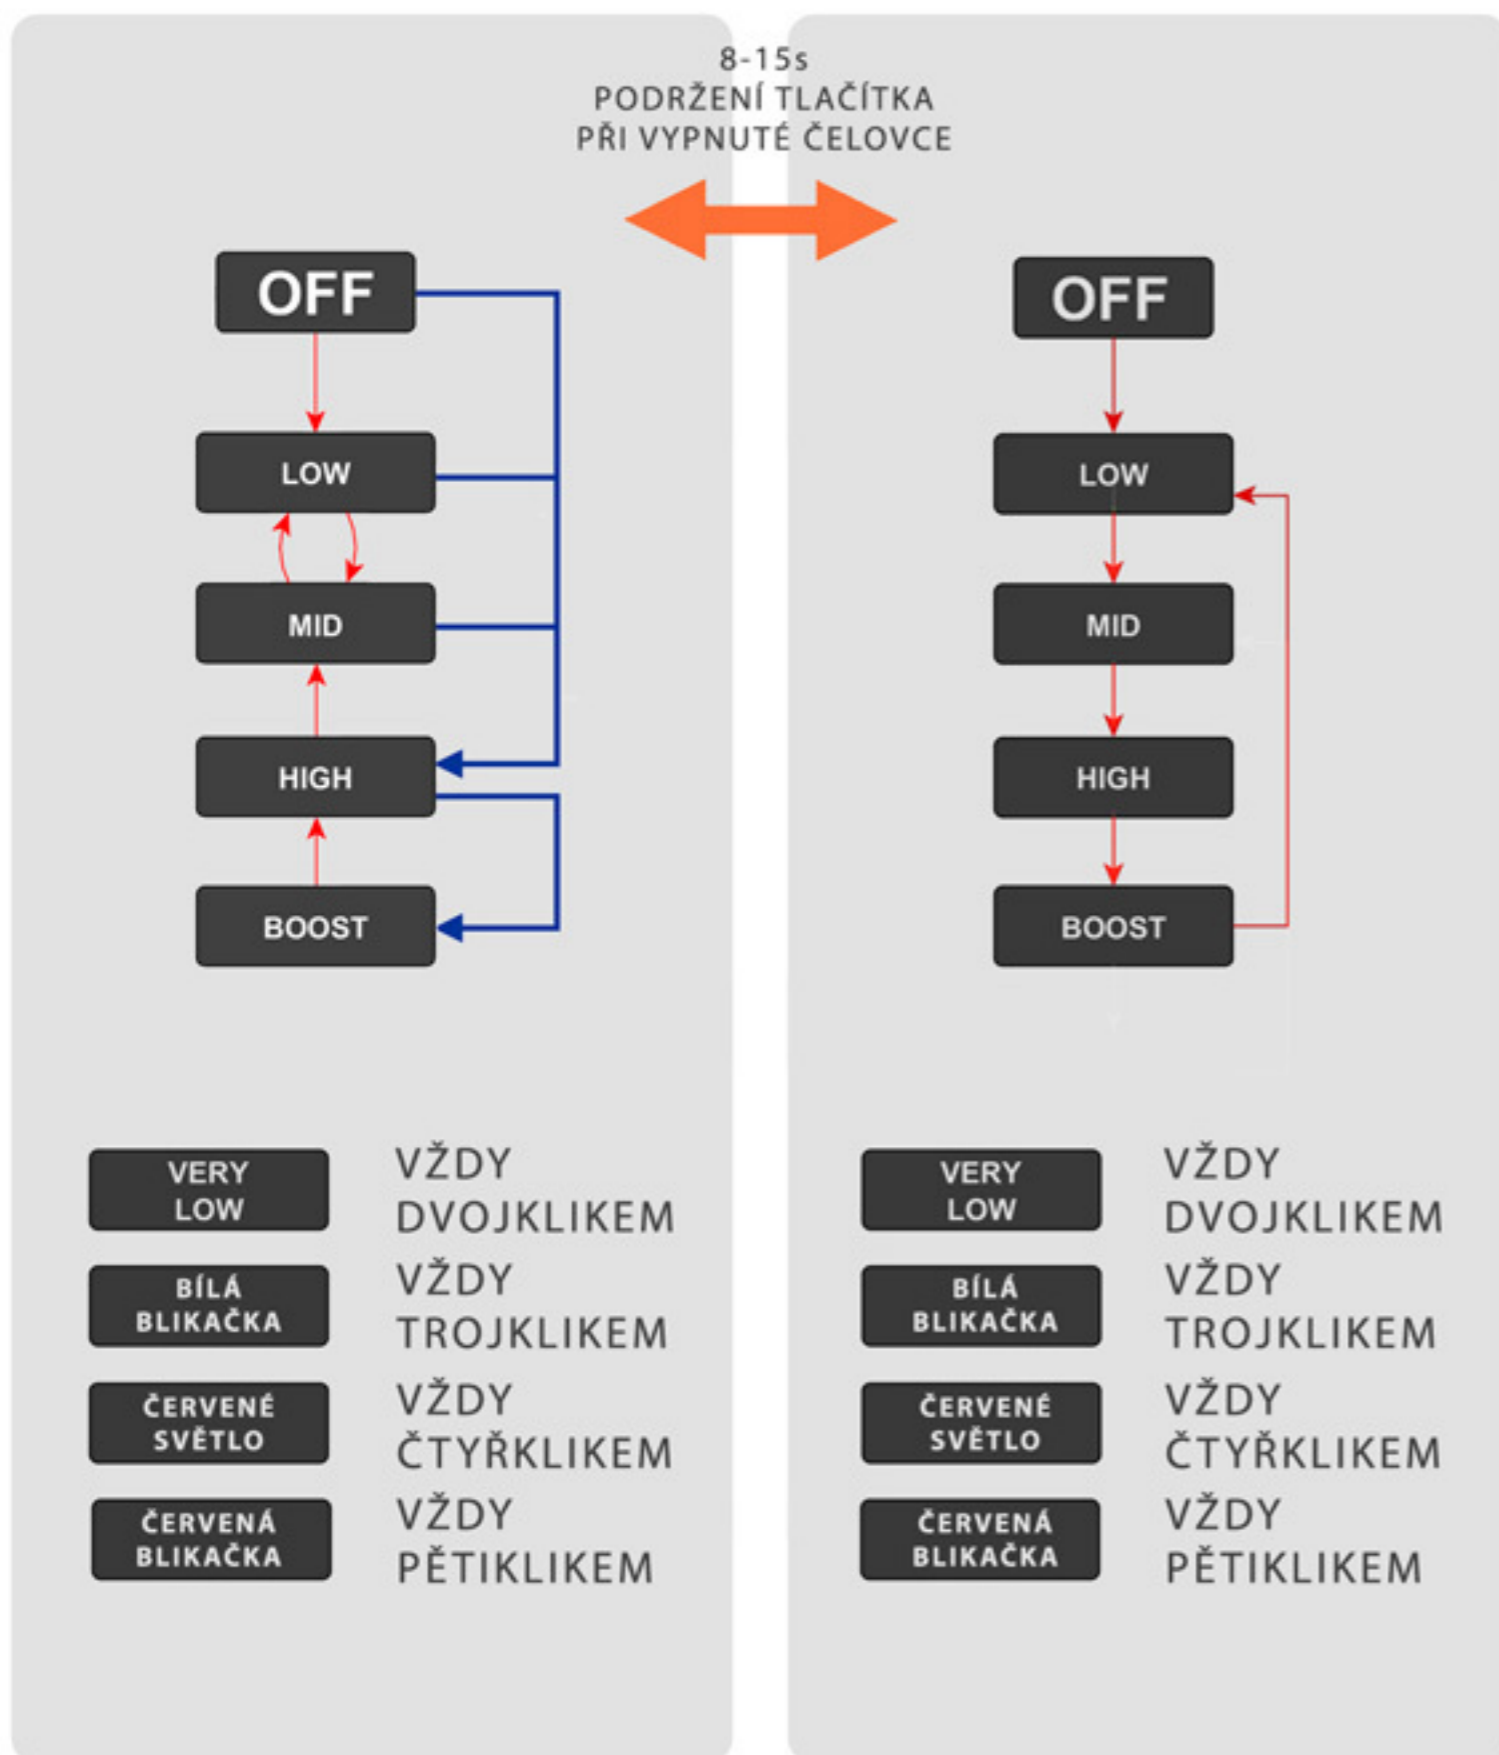 8-15s
PODRŽENÍ TLAČÍTKA
PŘI VYPNUTÉ ČELOVCE
OFF
LOW
MID
HIGH
BOOST
VERY
LOW
VŽDY
DVOJKLIKEM
BÍLÁ
BLIKAČKA
VŽDY
TROJKLIKEM
ČERVENÉ
SVĚTLO
VŽDY
ČTYŘKLIKEM
ČERVENÁ
BLIKAČKA
VŽDY
PĚTIKLIKEM
OFF
LOW
MID
HIGH
BOOST
VERY
LOW
VŽDY
DVOJKLIKEM
BÍLÁ
BLIKAČKA
VŽDY
TROJKLIKEM
ČERVENÉ
SVĚTLO
VŽDY
ČTYŘKLIKEM
ČERVENÁ
BLIKAČKA
VŽDY
PĚTIKLIKEM